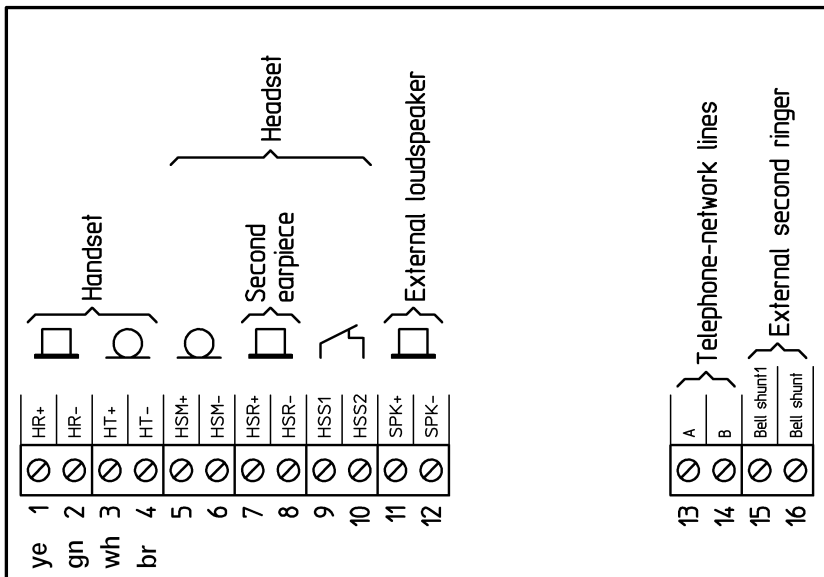 Handset
Second
earpiece
Headset
External loudspeaker
Telephone-network lines
External second ringer
HR+
HR-
HT+
HT-
HSM+
HSM-
HSR+
HSR-
HSS1
HSS2
SPK+
SPK-
A
B
Bell shunt1
Bell shunt
1
2
3
4
5
6
7
8
9
10
11
12
13
14
15
16
ye
gn
wh
br